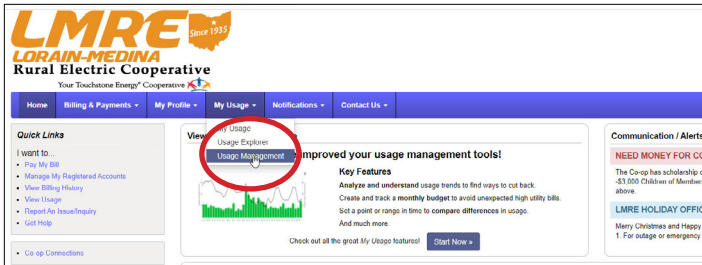 LMRE
Since 1935
LORAIN-MEDINA
Rural Electric Cooperative
Your Touchstone Energy® Cooperative
Home
Billing & Payments
My Profile
My Usage
Notifications
Contact Us
Quick Links
I want to...
Pay My Bill
Manage My Registered Accounts
View Billing History
View Usage
Report An Issue/Inquiry
Get Help
Co-op Connections
My Usage
Usage Explorer
Usage Management
View
improved your usage management tools!
Key Features
Analyze and understand usage trends to find ways to cut back.
Create and track a monthly budget to avoid unexpected high utility bills.
Set a point or range in time to compare differences in usage.
And much more.
Check out all the great My Usage features!
Start Now »
Communication / Alerts
NEED MONEY FOR CO
The Co-op has scholarship
-$3,000 Children of Member
above.
LMRE HOLIDAY OFFIC
Merry Christmas and Happy
1. For outage or emergency